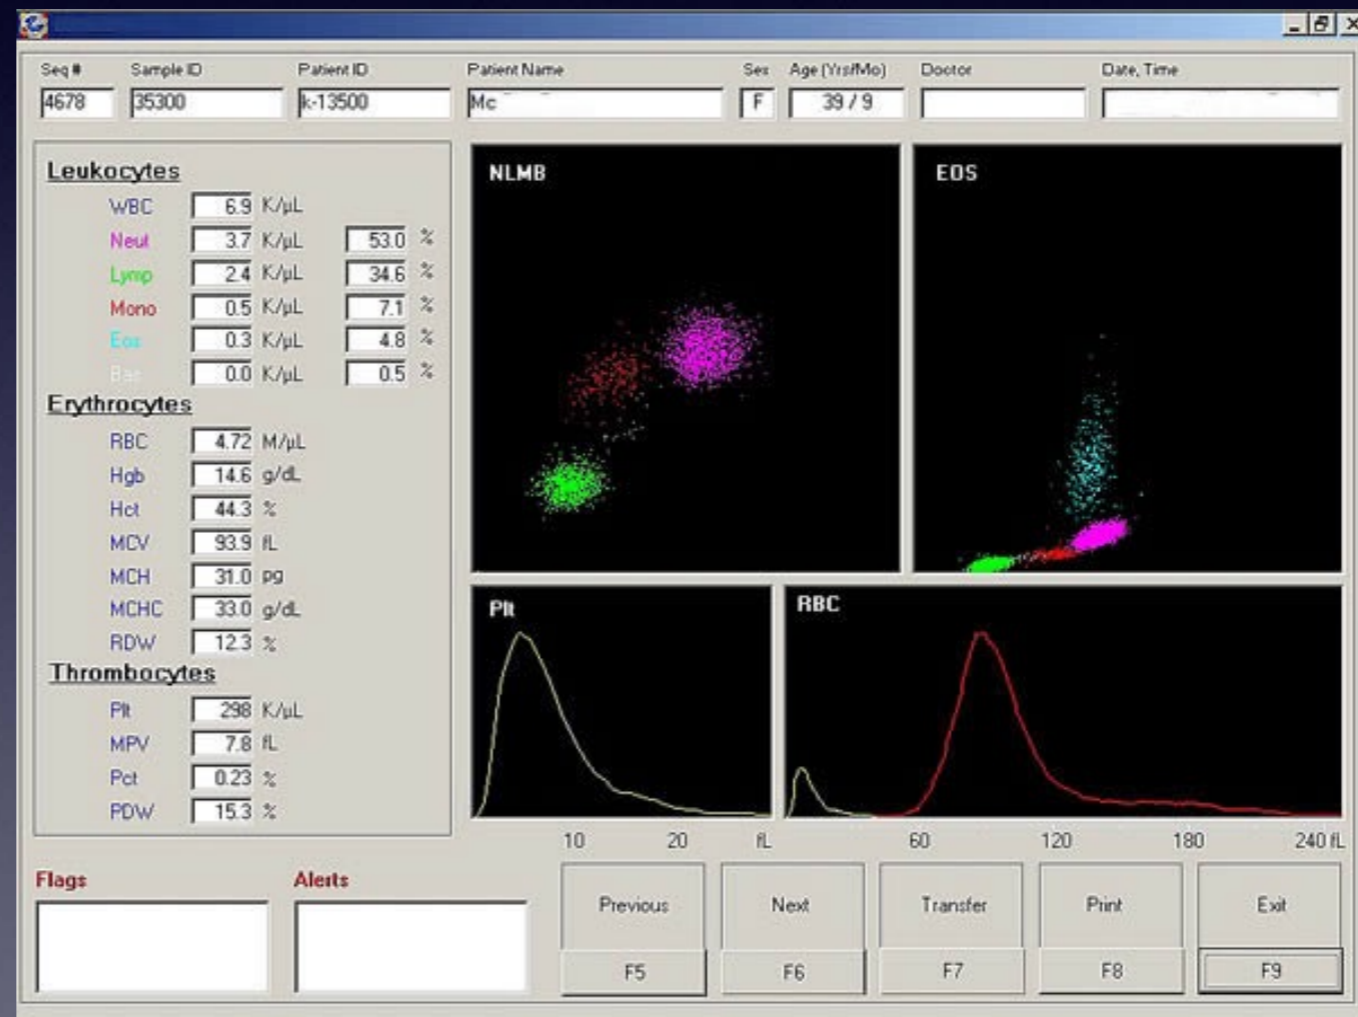 Seq # Sample ID Patient ID Patient Name Sex Age (Yrs/Mo) Doctor Date, Time
4678 35300 k-13500 Mc F 39 / 9
Leukocytes
WBC 6.9 K/µL
Neut 3.7 K/µL 53.0 %
Lymp 2.4 K/µL 34.6 %
Mono 0.5 K/µL 7.1 %
Eos 0.3 K/µL 4.8 %
Bas 0.0 K/µL 0.5 %
Erythrocytes
RBC 4.72 M/µL
Hgb 14.6 g/dL
Hct 44.3 %
MCV 93.9 fL
MCH 31.0 pg
MCHC 33.0 g/dL
RDW 12.3 %
Thrombocytes
Plt 298 K/µL
MPV 7.8 fL
Pct 0.23 %
PDW 15.3 %
NLMB
EOS
Plt
RBC
10 20 fL 60 120 180 240 fL
Flags Alerts
Previous Next Transfer Print Exit
F5 F6 F7 F8 F9